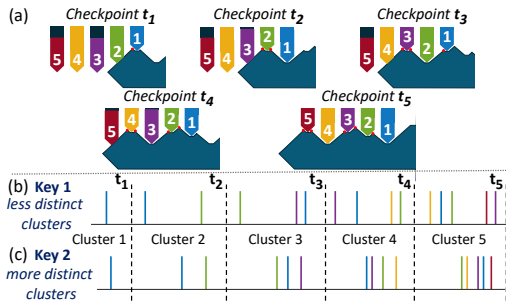 (a)
Checkpoint t1
Checkpoint t2
Checkpoint t3
5 4 3 2 1
5 4 3 2 1
5 4 3 2 1
Checkpoint t4
Checkpoint t5
5 4 3 2 1
5 4 3 2 1
(b) Key 1
less distinct
clusters
t1 t2 t3 t4 t5
Cluster 1 Cluster 2 Cluster 3 Cluster 4 Cluster 5
(c) Key 2
more distinct
clusters